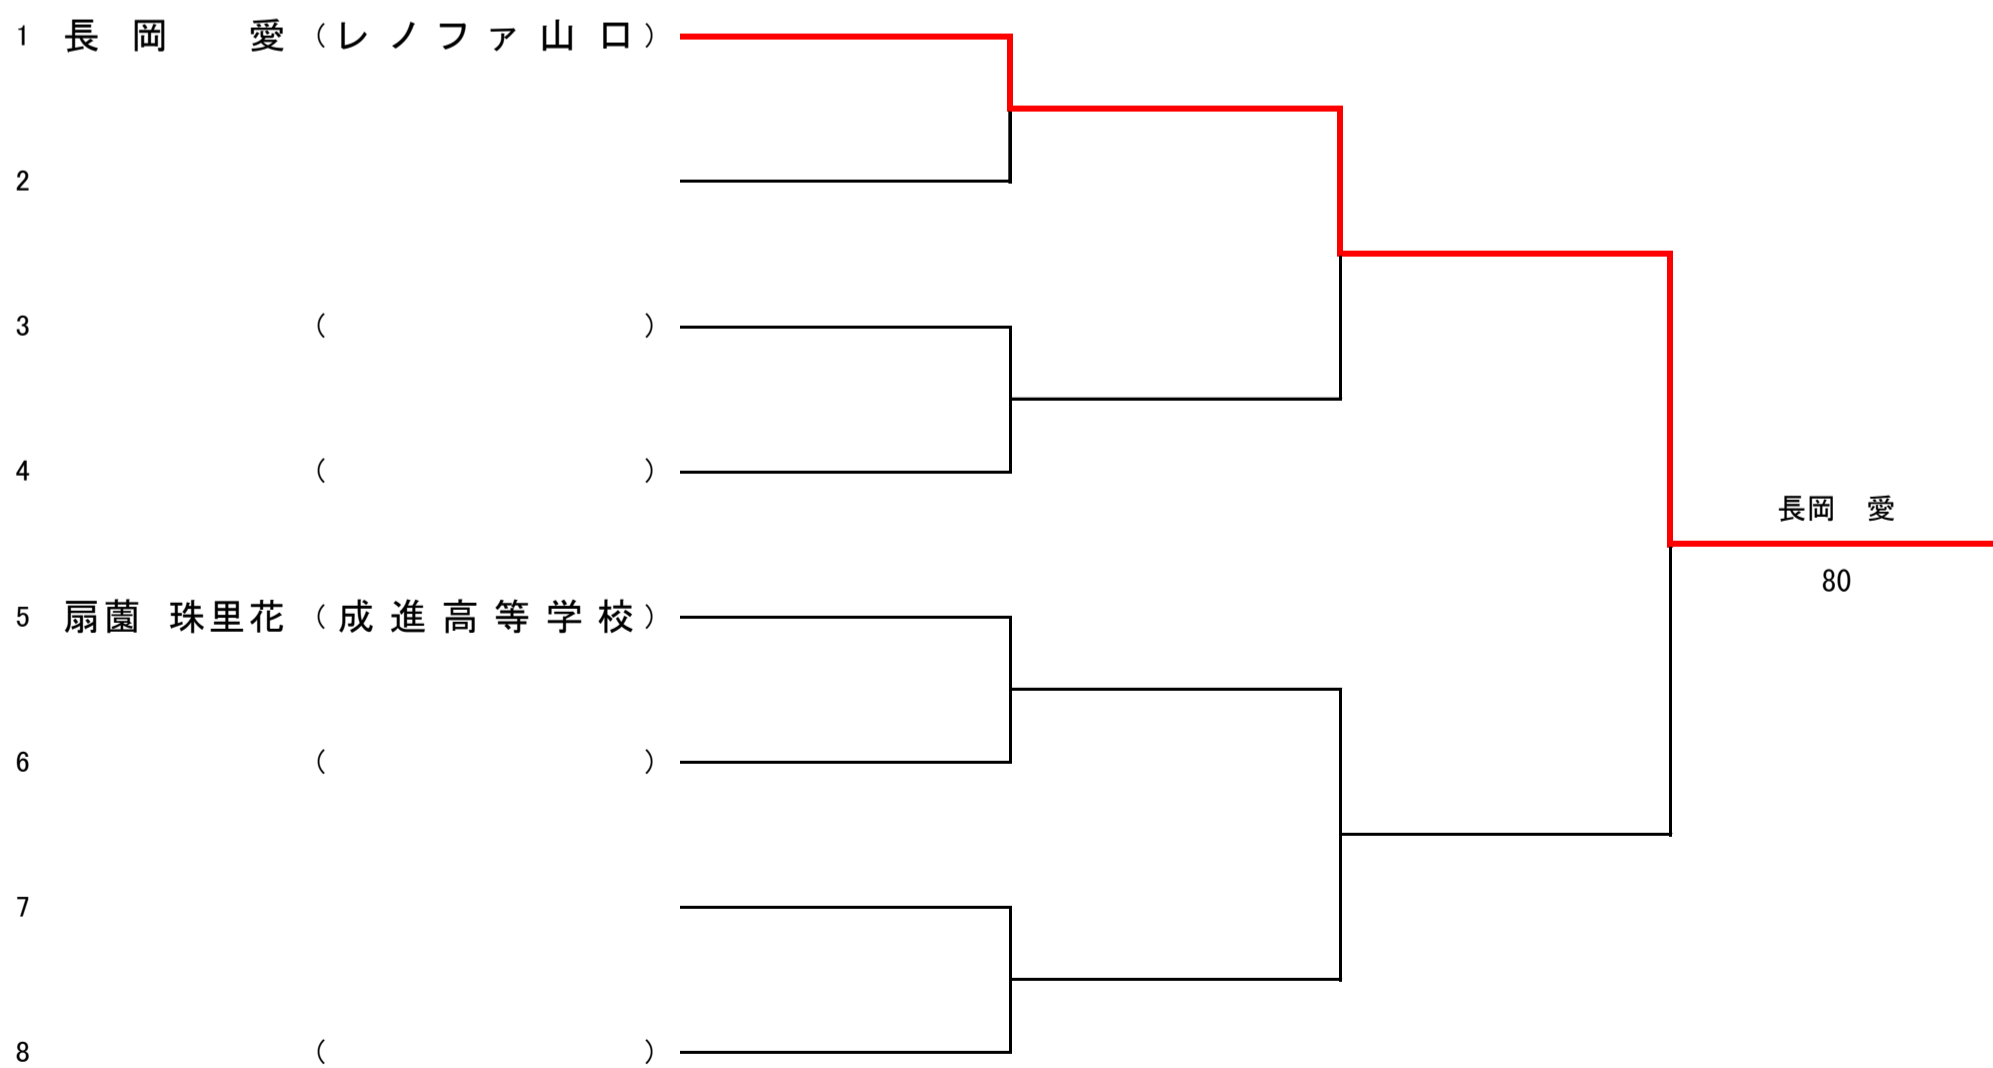 1 長岡 愛 (レノファ山口)
2
3 ( )
4 ( )
長岡 愛
80
5 扇薗 珠里花 (成進高等学校)
6 ( )
7
8 ( )